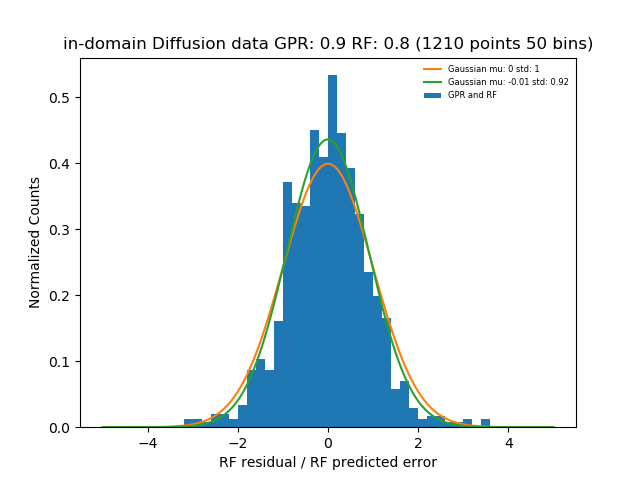 in-domain Diffusion data GPR: 0.9 RF: 0.8 (1210 points 50 bins)
Gaussian mu: 0 std: 1
Gaussian mu: -0.01 std: 0.92
GPR and RF
Normalized Counts
0.5
0.4
0.3
0.2
0.1
0.0
−4 −2 0 2 4
RF residual / RF predicted error